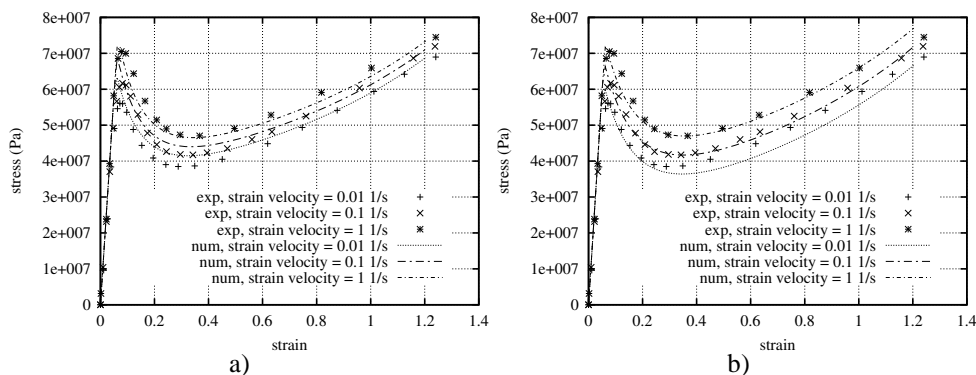 8e+007
7e+007
6e+007
5e+007
4e+007
3e+007
2e+007
1e+007
0
stress (Pa)
exp, strain velocity = 0.01 1/s
exp, strain velocity = 0.1 1/s
exp, strain velocity = 1 1/s
num, strain velocity = 0.01 1/s
num, strain velocity = 0.1 1/s
num, strain velocity = 1 1/s
0 0.2 0.4 0.6 0.8 1 1.2 1.4
strain
a)
8e+007
7e+007
6e+007
5e+007
4e+007
3e+007
2e+007
1e+007
0
stress (Pa)
exp, strain velocity = 0.01 1/s
exp, strain velocity = 0.1 1/s
exp, strain velocity = 1 1/s
num, strain velocity = 0.01 1/s
num, strain velocity = 0.1 1/s
num, strain velocity = 1 1/s
0 0.2 0.4 0.6 0.8 1 1.2 1.4
strain
b)